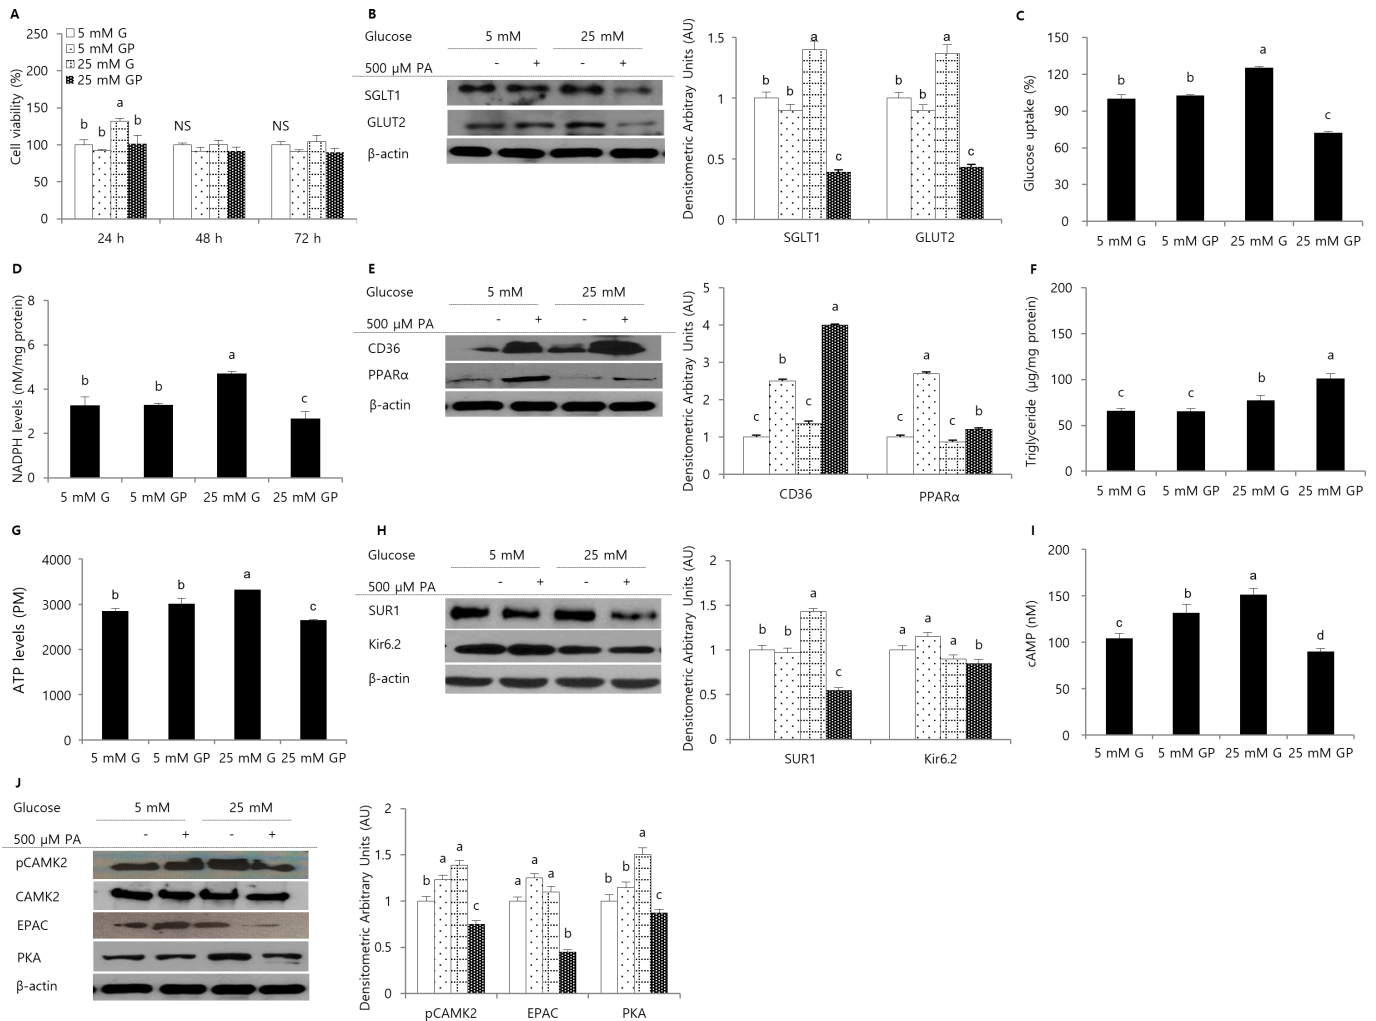 A
Cell viability (%)
250
200
150
100
50
0
5 mM G
5 mM GP
25 mM G
25 mM GP
b b a b
NS
NS
24 h 48 h 72 h
B
Glucose 5 mM 25 mM
500 µM PA - + - +
SGLT1
GLUT2
β-actin
Densitometric Arbitray Units (AU)
1.5
1
0.5
0
b b a c
b b a c
SGLT1 GLUT2
C
Glucose uptake (%)
150
120
90
60
30
0
b b a c
5 mM G 5 mM GP 25 mM G 25 mM GP
D
NADPH levels (nM/mg protein)
8
6
4
2
0
b b a c
5 mM G 5 mM GP 25 mM G 25 mM GP
E
Glucose 5 mM 25 mM
500 µM PA - + - +
CD36
PPARα
β-actin
Densitometric Arbitray Units (AU)
5
4
3
2
1
0
c b c a
c a c b
CD36 PPARα
F
Triglyceride (µg/mg protein)
200
150
100
50
0
c c b a
5 mM G 5 mM GP 25 mM G 25 mM GP
G
ATP levels (PM)
4000
3000
2000
1000
0
b b a c
5 mM G 5 mM GP 25 mM G 25 mM GP
H
Glucose 5 mM 25 mM
500 µM PA - + - +
SUR1
Kir6.2
β-actin
Densitometric Arbitrary Units (AU)
2
1.5
1
0.5
0
b b a c
a a a b
SUR1 Kir6.2
I
cAMP (nM)
200
150
100
50
0
c b a d
5 mM G 5 mM GP 25 mM G 25 mM GP
J
Glucose 5 mM 25 mM
500 µM PA - + - +
pCAMK2
CAMK2
EPAC
PKA
β-actin
Densitometric Arbitrary Units (AU)
2
1.5
1
0.5
0
b a a c
a a a b
b b a c
pCAMK2 EPAC PKA